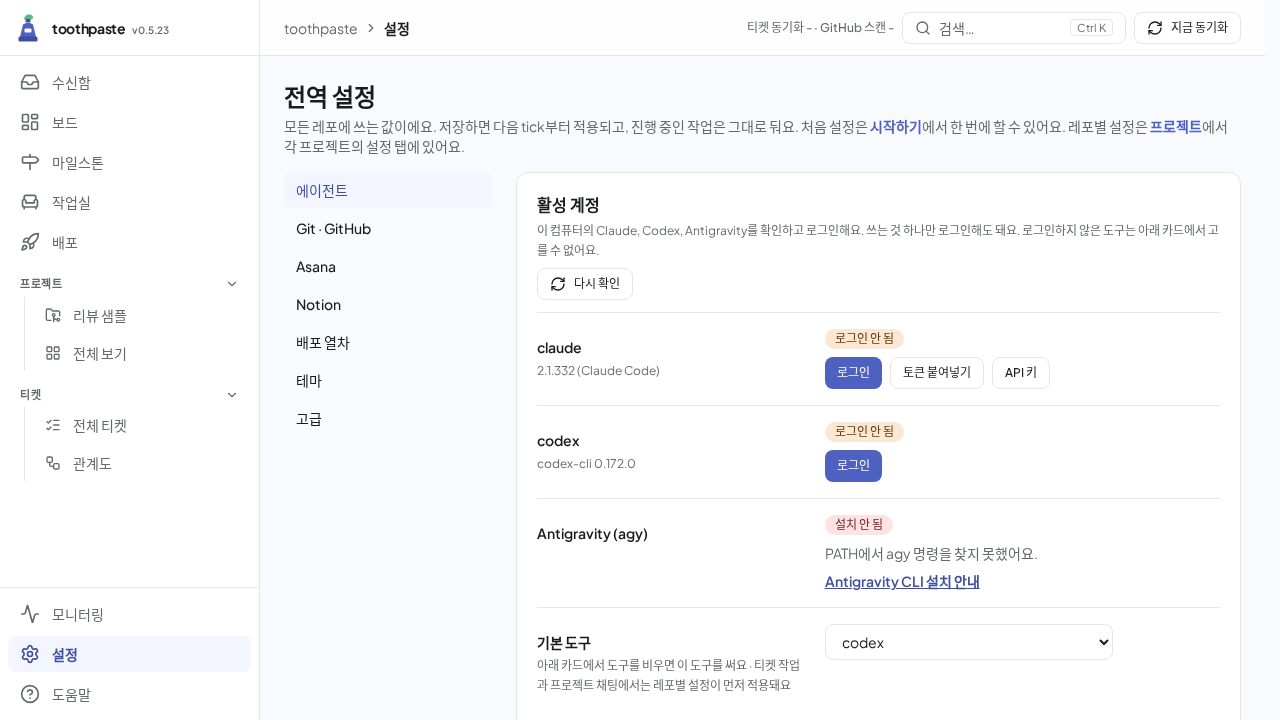 toothpaste v0.5.23
수신함
보드
마일스톤
작업실
배포
프로젝트
리뷰 샘플
전체 보기
티켓
전체 티켓
관계도
모니터링
설정
도움말
toothpaste > 설정
티켓 동기화 - · GitHub 스캔 -
검색...
Ctrl K
지금 동기화
전역 설정
모든 레포에 쓰는 값이에요. 저장하면 다음 tick부터 적용되고, 진행 중인 작업은 그대로 둬요. 처음 설정은 시작하기에서 한 번에 할 수 있어요. 레포별 설정은 프로젝트에서
각 프로젝트의 설정 탭에 있어요.
에이전트
Git · GitHub
Asana
Notion
배포 열차
테마
고급
활성 계정
이 컴퓨터의 Claude, Codex, Antigravity를 확인하고 로그인해요. 쓰는 것 하나만 로그인해도 돼요. 로그인하지 않은 도구는 아래 카드에서 고
를 수 없어요.
다시 확인
claude
2.1.332 (Claude Code)
로그인 안 됨
로그인
토큰 붙여넣기
API 키
codex
codex-cli 0.172.0
로그인 안 됨
로그인
Antigravity (agy)
설치 안 됨
PATH에서 agy 명령을 찾지 못했어요.
Antigravity CLI 설치 안내
기본 도구
아래 카드에서 도구를 비우면 이 도구를 써요 · 티켓 작업
과 프로젝트 채팅에서는 레포별 설정이 먼저 적용돼요
codex